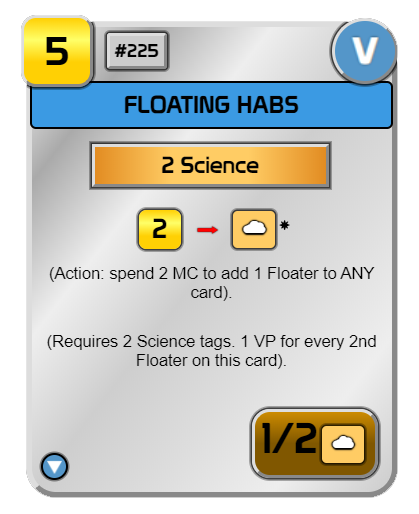 5
#225
V
FLOATING HABS
2 Science
2
(Action: spend 2 MC to add 1 Floater to ANY
card).
(Requires 2 Science tags. 1 VP for every 2nd
Floater on this card).
1/2